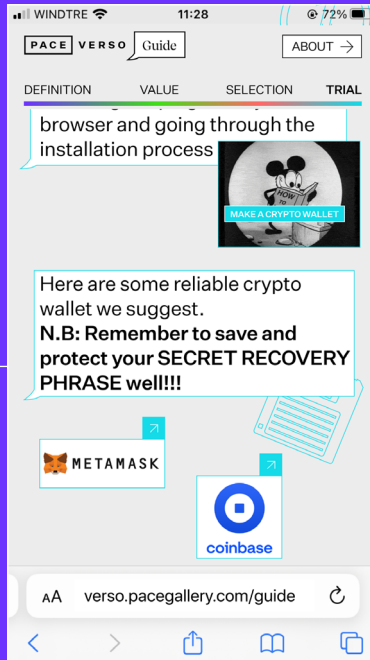 WINDTRE
11:28
72%
PACE VERSO Guide
ABOUT →
DEFINITION VALUE SELECTION TRIAL
browser and going through the
installation process
HOW
TO
MAKE A CRYPTO WALLET
Here are some reliable crypto
wallet we suggest.
N.B: Remember to save and
protect your SECRET RECOVERY
PHRASE well!!!
METAMASK
coinbase
AA verso.pacegallery.com/guide